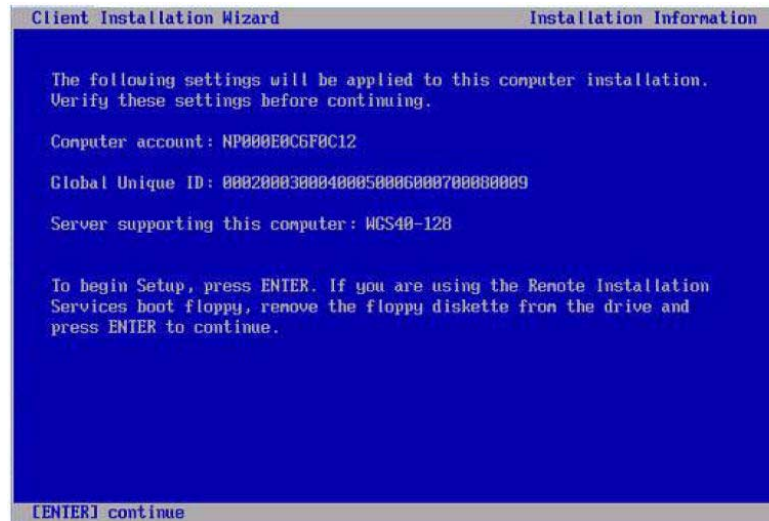 Client Installation Wizard Installation Information
The following settings will be applied to this computer installation.
Verify these settings before continuing.
Computer account: NP000E0C6F0C12
Global Unique ID: 00020003000400050006000700080009
Server supporting this computer: WGS40-128
To begin Setup, press ENTER. If you are using the Remote Installation
Services boot floppy, remove the floppy diskette from the drive and
press ENTER to continue.
[ENTER] continue